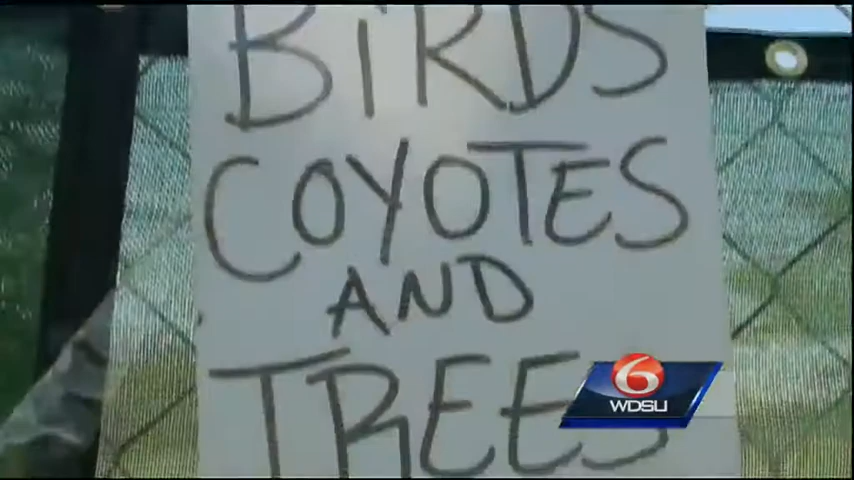 BiRDS
COYOTES
AND
TREES
6
WDSU